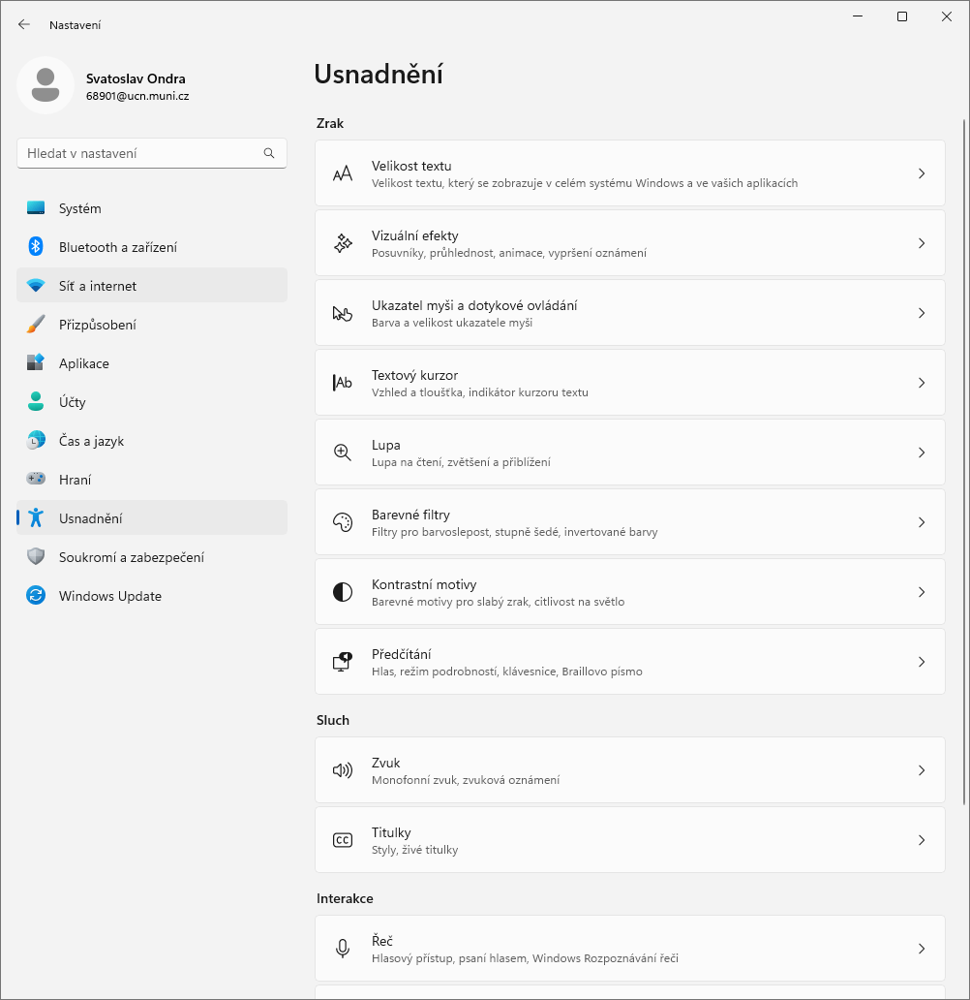 Nastavení
Svatoslav Ondra
68901@ucn.muni.cz
Hledat v nastavení
Systém
Bluetooth a zařízení
Síť a internet
Přizpůsobení
Aplikace
Účty
Čas a jazyk
Hraní
Usnadnění
Soukromí a zabezpečení
Windows Update
Usnadnění
Zrak
Velikost textu
Velikost textu, který se zobrazuje v celém systému Windows a ve vašich aplikacích
Vizuální efekty
Posuvníky, průhlednost, animace, vypršení oznámení
Ukazatel myši a dotykové ovládání
Barva a velikost ukazatele myši
Ab
Textový kurzor
Vzhled a tloušťka, indikátor kurzoru textu
Lupa
Lupa na čtení, zvětšení a přiblížení
Barevné filtry
Filtry pro barvoslepost, stupně šedé, invertované barvy
Kontrastní motivy
Barevné motivy pro slabý zrak, citlivost na světlo
Předčítání
Hlas, režim podrobností, klávesnice, Braillovo písmo
Sluch
Zvuk
Monofonní zvuk, zvuková oznámení
CC
Titulky
Styly, živé titulky
Interakce
Řeč
Hlasový přístup, psaní hlasem, Windows Rozpoznávání řeči